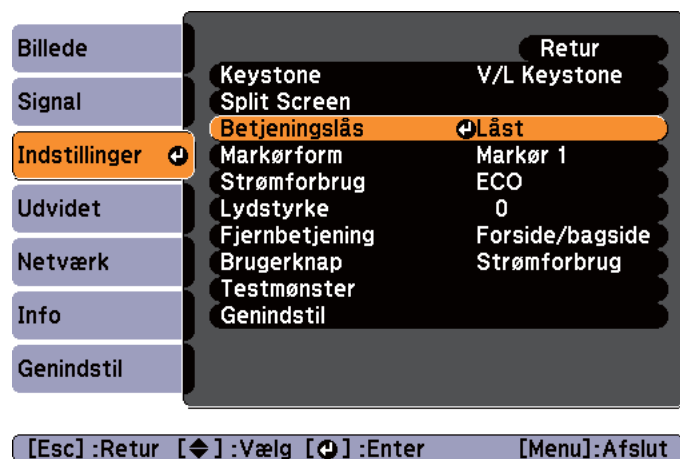 Billede
Signal
Indstillinger
Udvidet
Netværk
Info
Genindstil
Retur
Keystone V/L Keystone
Split Screen
Betjeningslås Låst
Markørform Markør 1
Strømforbrug ECO
Lydstyrke 0
Fjernbetjening Forside/bagside
Brugerknap Strømforbrug
Testmønster
Genindstil
[Esc] :Retur [◆] :Vælg [⏎] :Enter [Menu]:Afslut